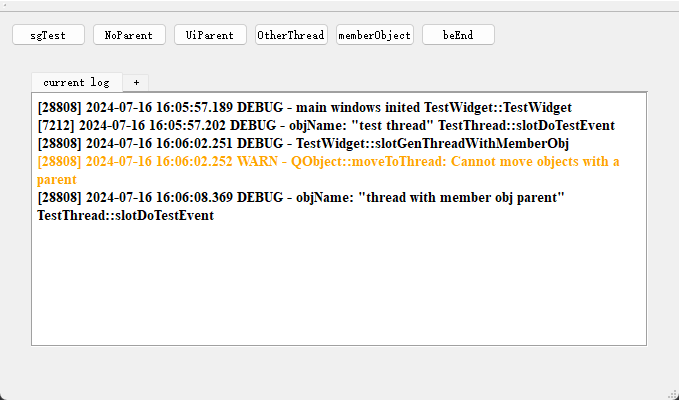 sgTest NoParent UiParent OtherThread memberObject beEnd
current log +
[28808] 2024-07-16 16:05:57.189 DEBUG - main windows inited TestWidget::TestWidget
[7212] 2024-07-16 16:05:57.202 DEBUG - objName: "test thread" TestThread::slotDoTestEvent
[28808] 2024-07-16 16:06:02.251 DEBUG - TestWidget::slotGenThreadWithMemberObj
[28808] 2024-07-16 16:06:02.252 WARN - QObject::moveToThread: Cannot move objects with a
parent
[28808] 2024-07-16 16:06:08.369 DEBUG - objName: "thread with member obj parent"
TestThread::slotDoTestEvent